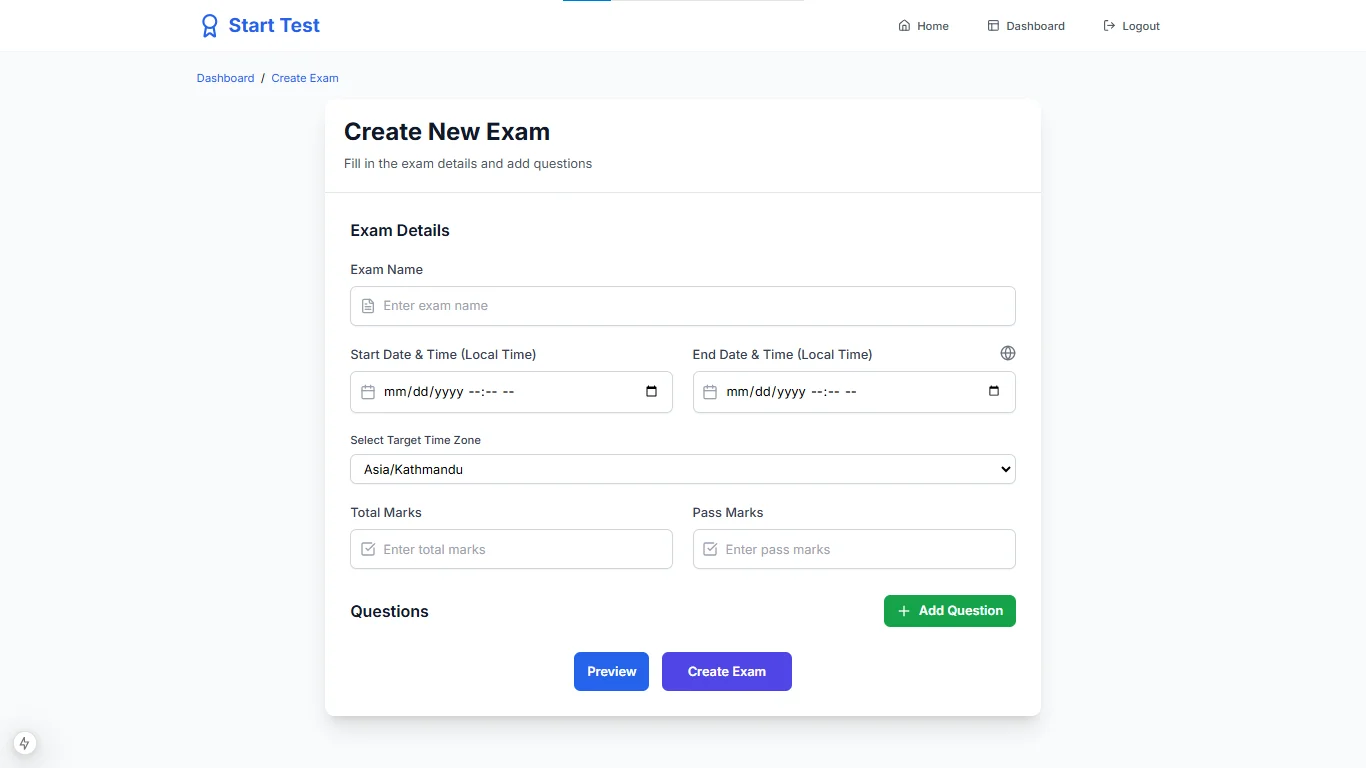 Start Test
Home
Dashboard
Logout
Dashboard / Create Exam
Create New Exam
Fill in the exam details and add questions
Exam Details
Exam Name
Enter exam name
Start Date & Time (Local Time)
End Date & Time (Local Time)
mm/dd/yyyy --:-- --
mm/dd/yyyy --:-- --
Select Target Time Zone
Asia/Kathmandu
Total Marks
Pass Marks
Enter total marks
Enter pass marks
Questions
Add Question
Preview
Create Exam